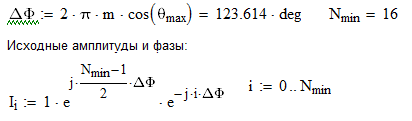 ΔΦ := 2·π·m·cos(θmax) = 123.614·deg Nmin = 16
Исходные амплитуды и фазы:
Ii := 1·e^(j·(Nmin−1)/2·ΔΦ)·e^(−j·i·ΔΦ) i := 0..Nmin